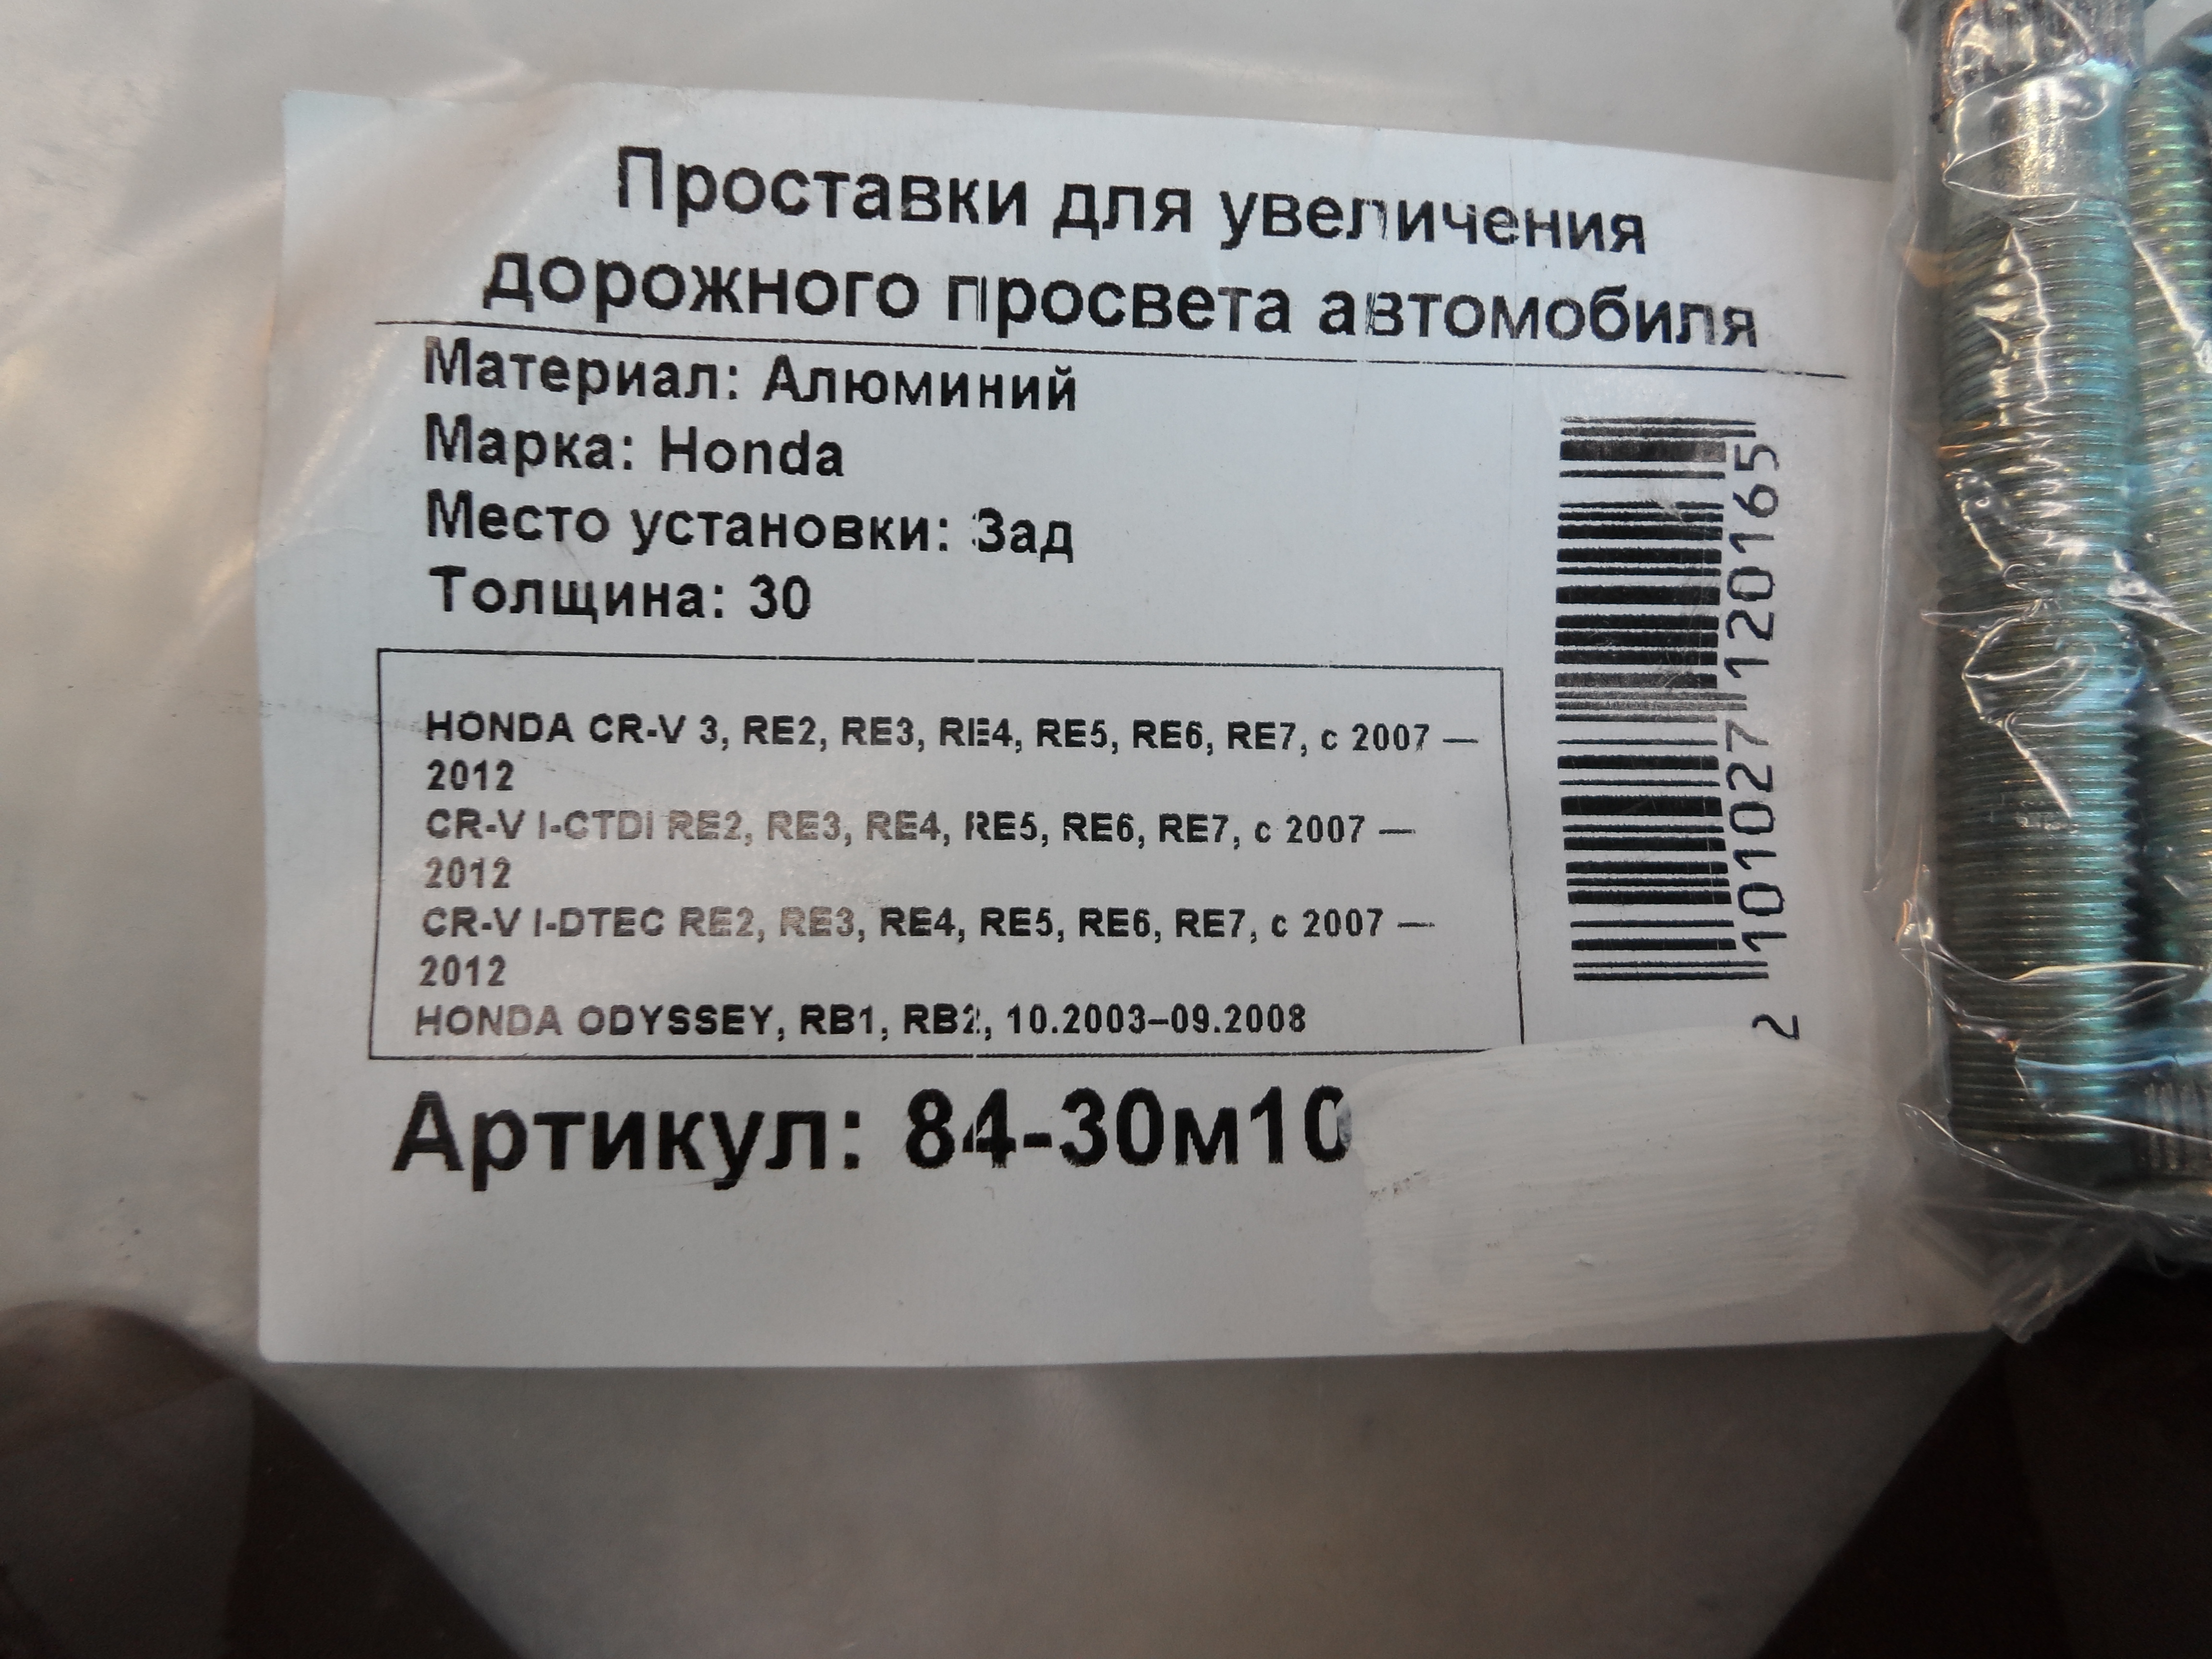 Проставки для увеличения
дорожного просвета автомобиля
Материал: Алюминий
Марка: Honda
Место установки: Зад
Толщина: 30
HONDA CR-V 3, RE2, RE3, RE4, RE5, RE6, RE7, с 2007 —
2012
CR-V I-CTDI RE2, RE3, RE4, RE5, RE6, RE7, с 2007 —
2012
CR-V I-DTEC RE2, RE3, RE4, RE5, RE6, RE7, с 2007 —
2012
HONDA ODYSSEY, RB1, RB2, 10.2003–09.2008
Артикул: 84-30м10
2 101027 120165